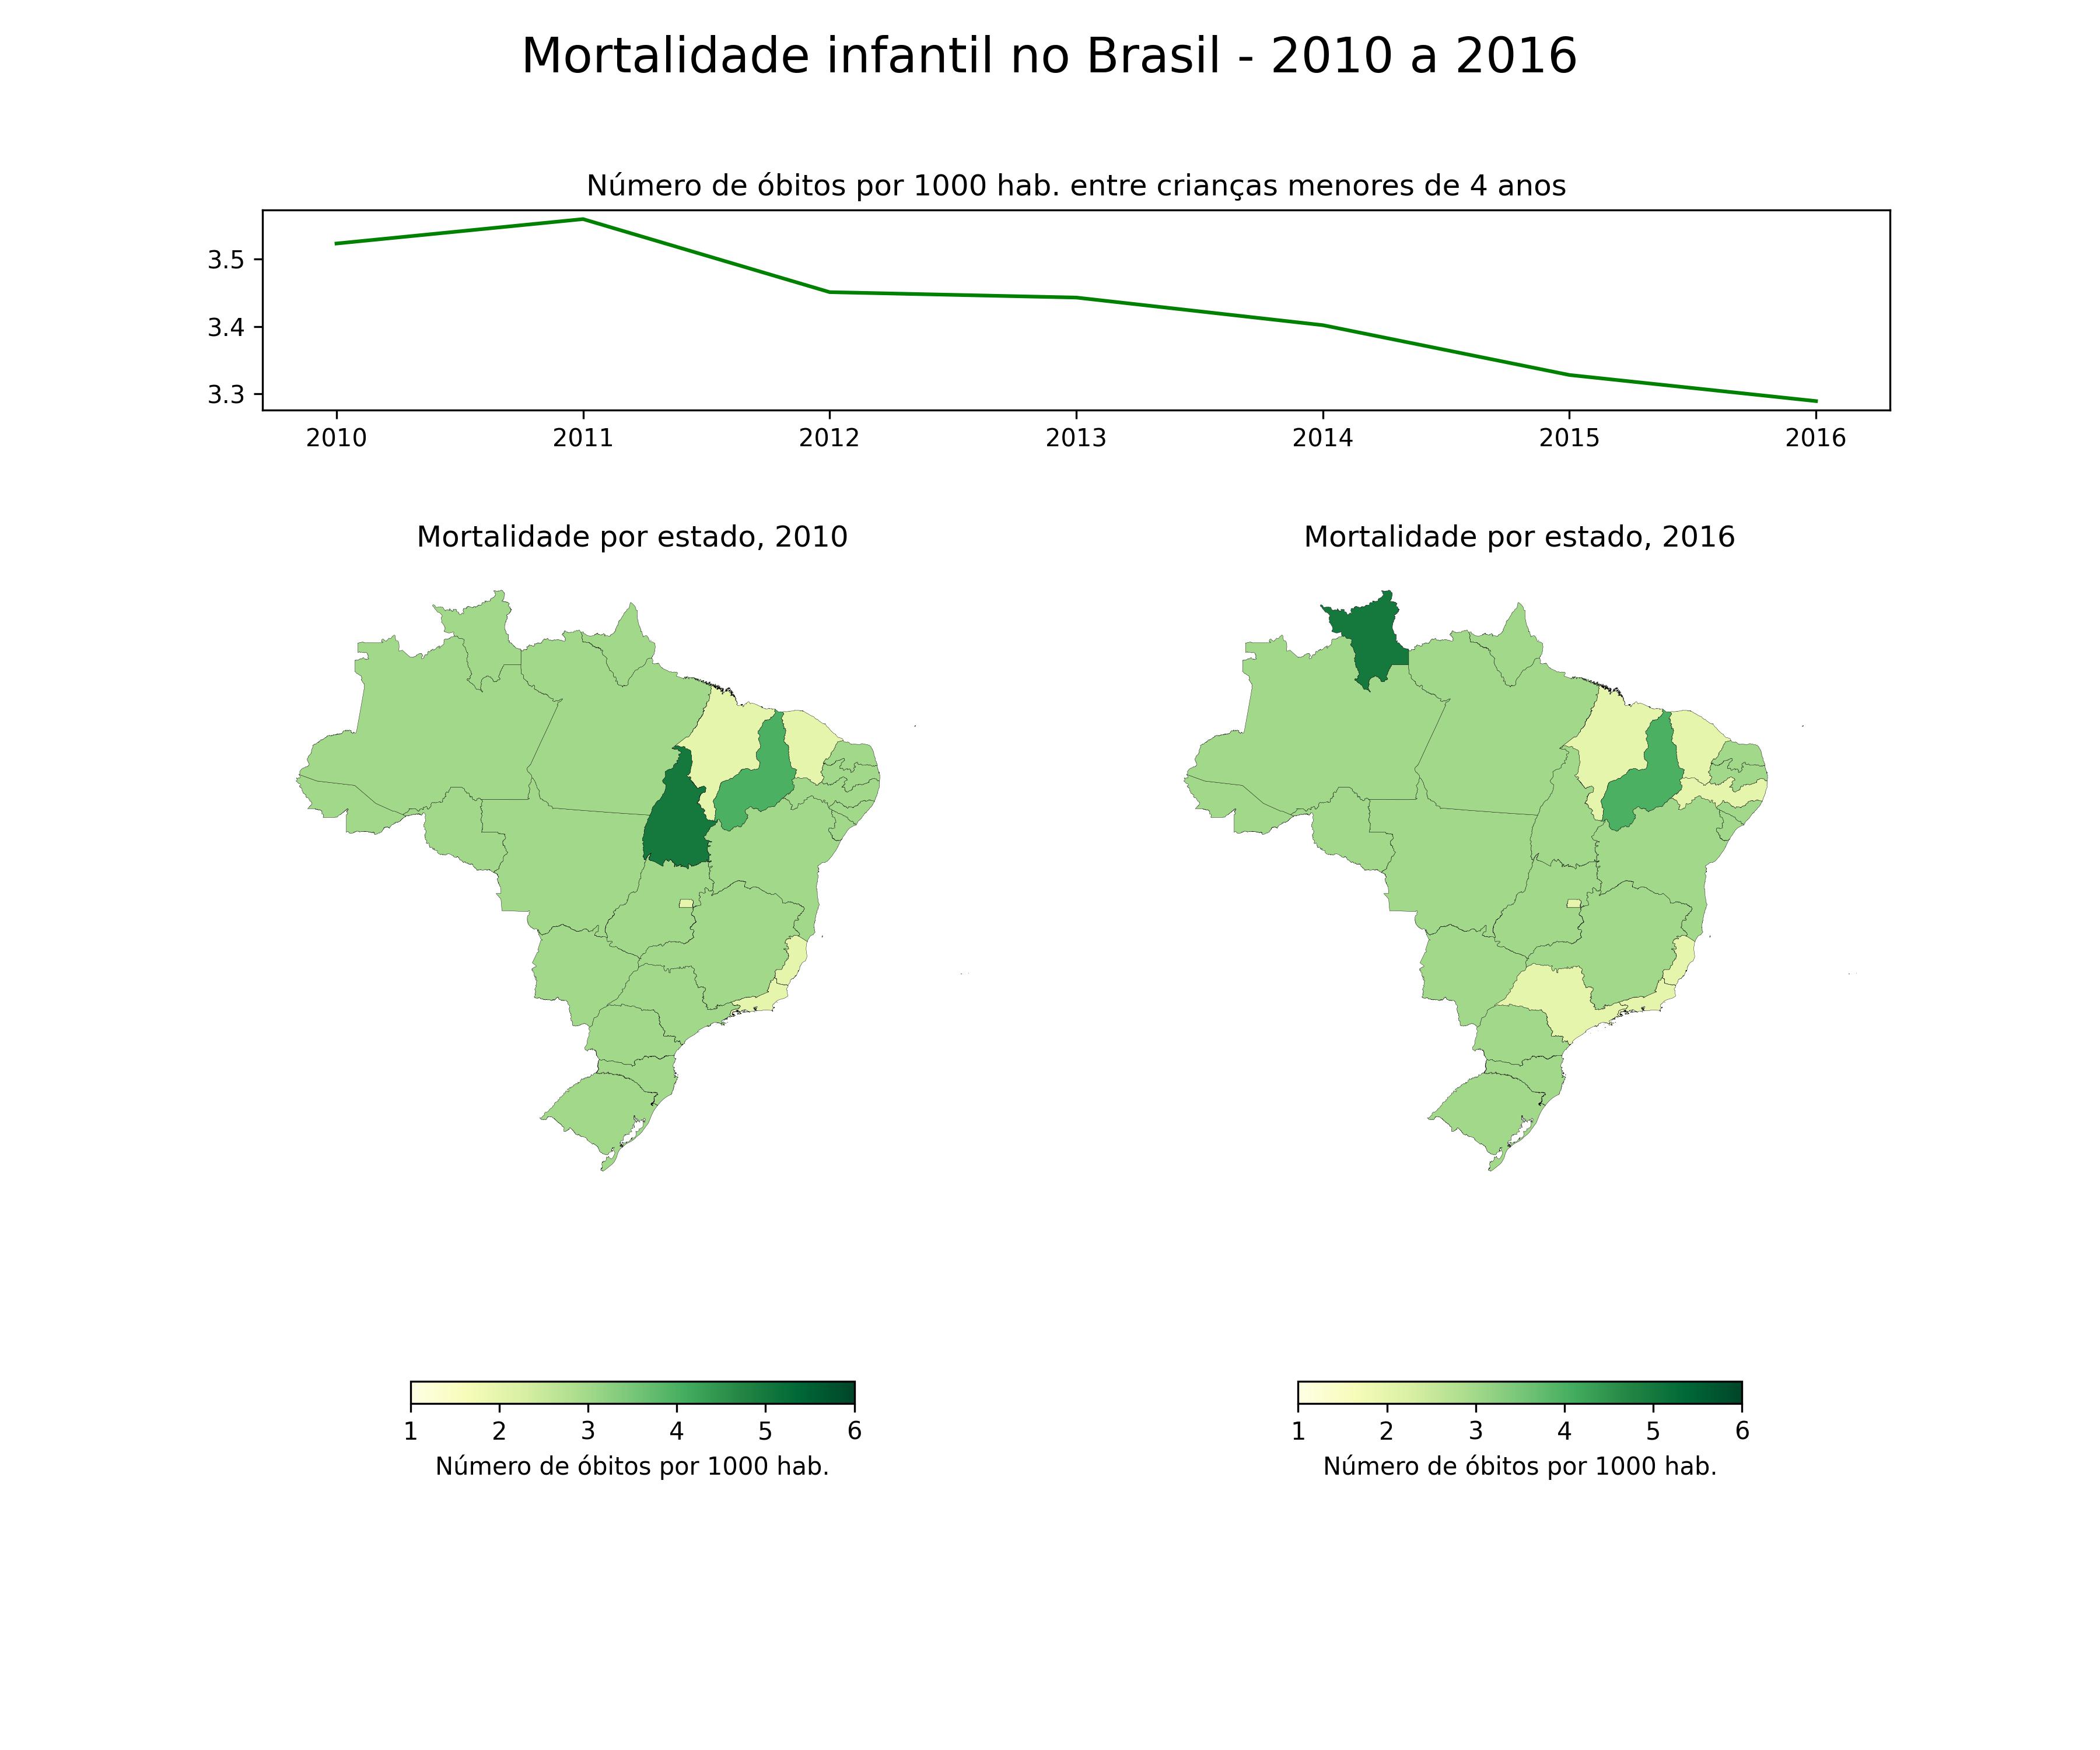 Mortalidade infantil no Brasil - 2010 a 2016
Número de óbitos por 1000 hab. entre crianças menores de 4 anos
3.5
3.4
3.3
2010 2011 2012 2013 2014 2015 2016
Mortalidade por estado, 2010
Mortalidade por estado, 2016
1 2 3 4 5 6
Número de óbitos por 1000 hab.
1 2 3 4 5 6
Número de óbitos por 1000 hab.